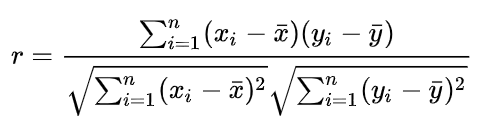 r = \frac{\sum_{i=1}^{n}(x_i - \bar{x})(y_i - \bar{y})}{\sqrt{\sum_{i=1}^{n}(x_i - \bar{x})^2}\sqrt{\sum_{i=1}^{n}(y_i - \bar{y})^2}}